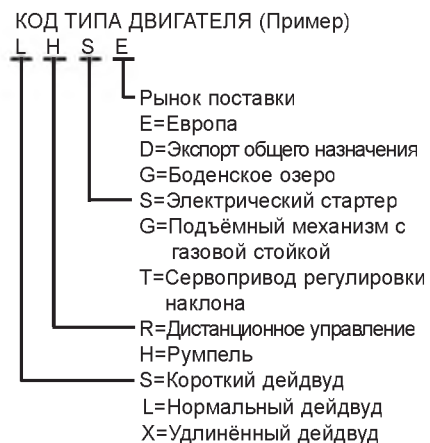 КОД ТИПА ДВИГАТЕЛЯ (Пример)
L H S E
Рынок поставки
E=Европа
D=Экспорт общего назначения
G=Боденское озеро
S=Электрический стартер
G=Подъёмный механизм с
газовой стойкой
T=Сервопривод регулировки
наклона
R=Дистанционное управление
H=Румпель
S=Короткий дейдвуд
L=Нормальный дейдвуд
X=Удлинённый дейдвуд